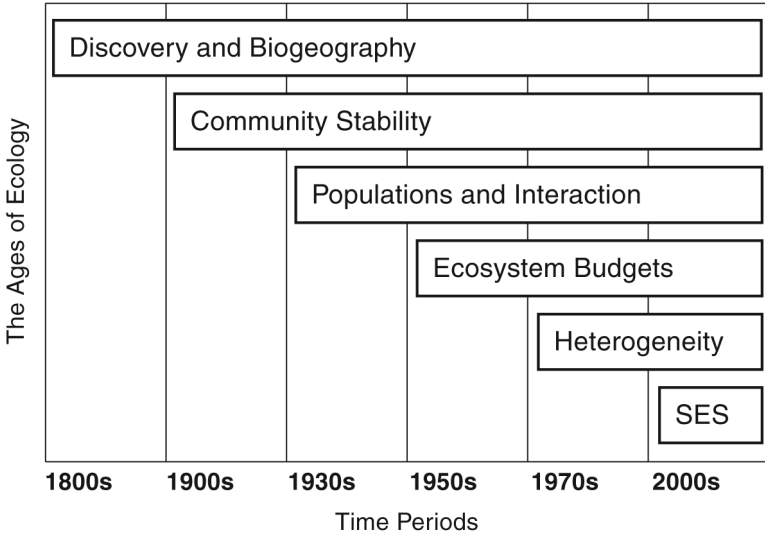 The Ages of Ecology
Discovery and Biogeography
Community Stability
Populations and Interaction
Ecosystem Budgets
Heterogeneity
SES
1800s 1900s 1930s 1950s 1970s 2000s
Time Periods